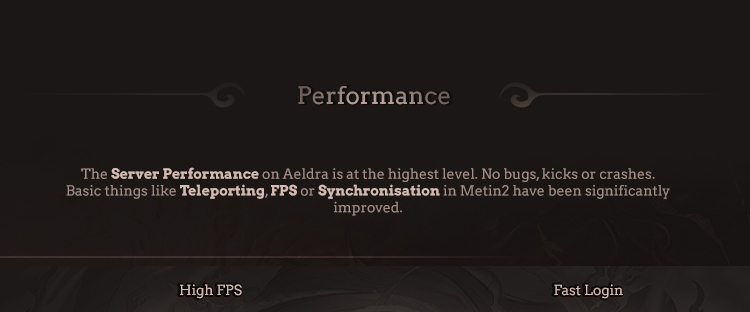 Performance
The Server Performance on Aeldra is at the highest level. No bugs, kicks or crashes.
Basic things like Teleporting, FPS or Synchronisation in Metin2 have been significantly
improved.
High FPS
Fast Login